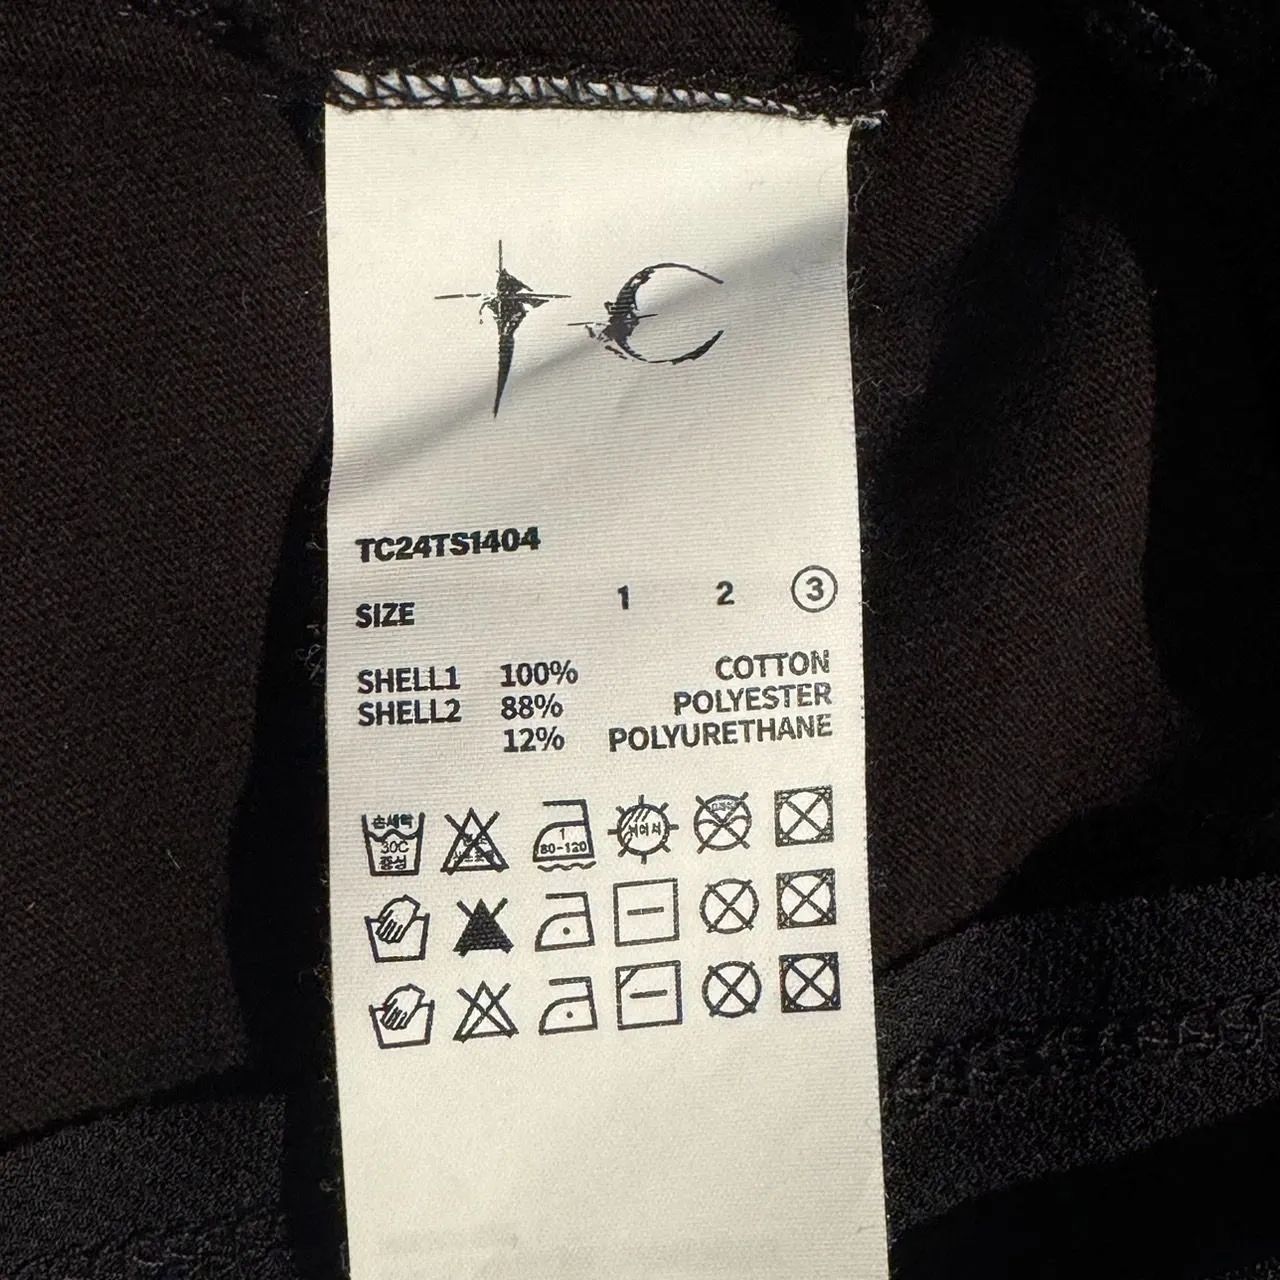 TC
TC24TS1404
SIZE 1 2 ③
SHELL1 100% COTTON
SHELL2 88% POLYESTER
12% POLYURETHANE
손세탁
30C
중성
1
80-120